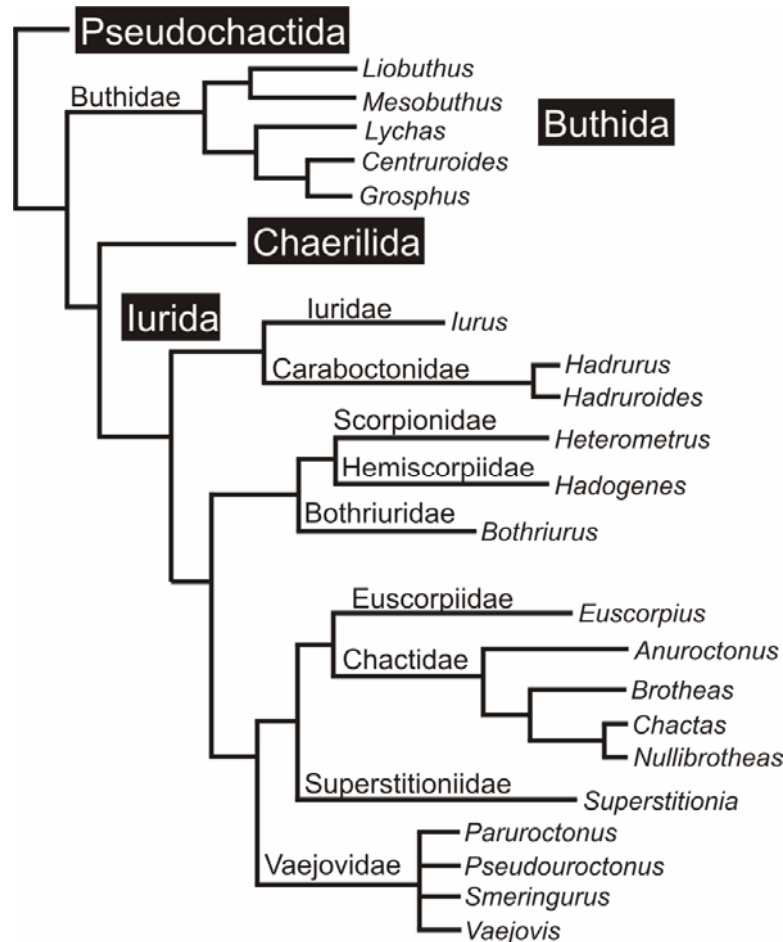 Pseudochactida
Liobuthus
Buthidae
Mesobuthus
Buthida
Lychas
Centruroides
Grosphus
Chaerilida
Iurida
Iuridae
Iurus
Caraboctonidae
Hadrurus
Hadruroides
Scorpionidae
Heterometrus
Hemiscorpiidae
Hadogenes
Bothriuridae
Bothriurus
Euscorpiidae
Euscorpius
Chactidae
Anuroctonus
Brotheas
Chactas
Nullibrotheas
Superstitioniidae
Superstitionia
Paruroctonus
Vaejovidae
Pseudouroctonus
Smeringurus
Vaejovis